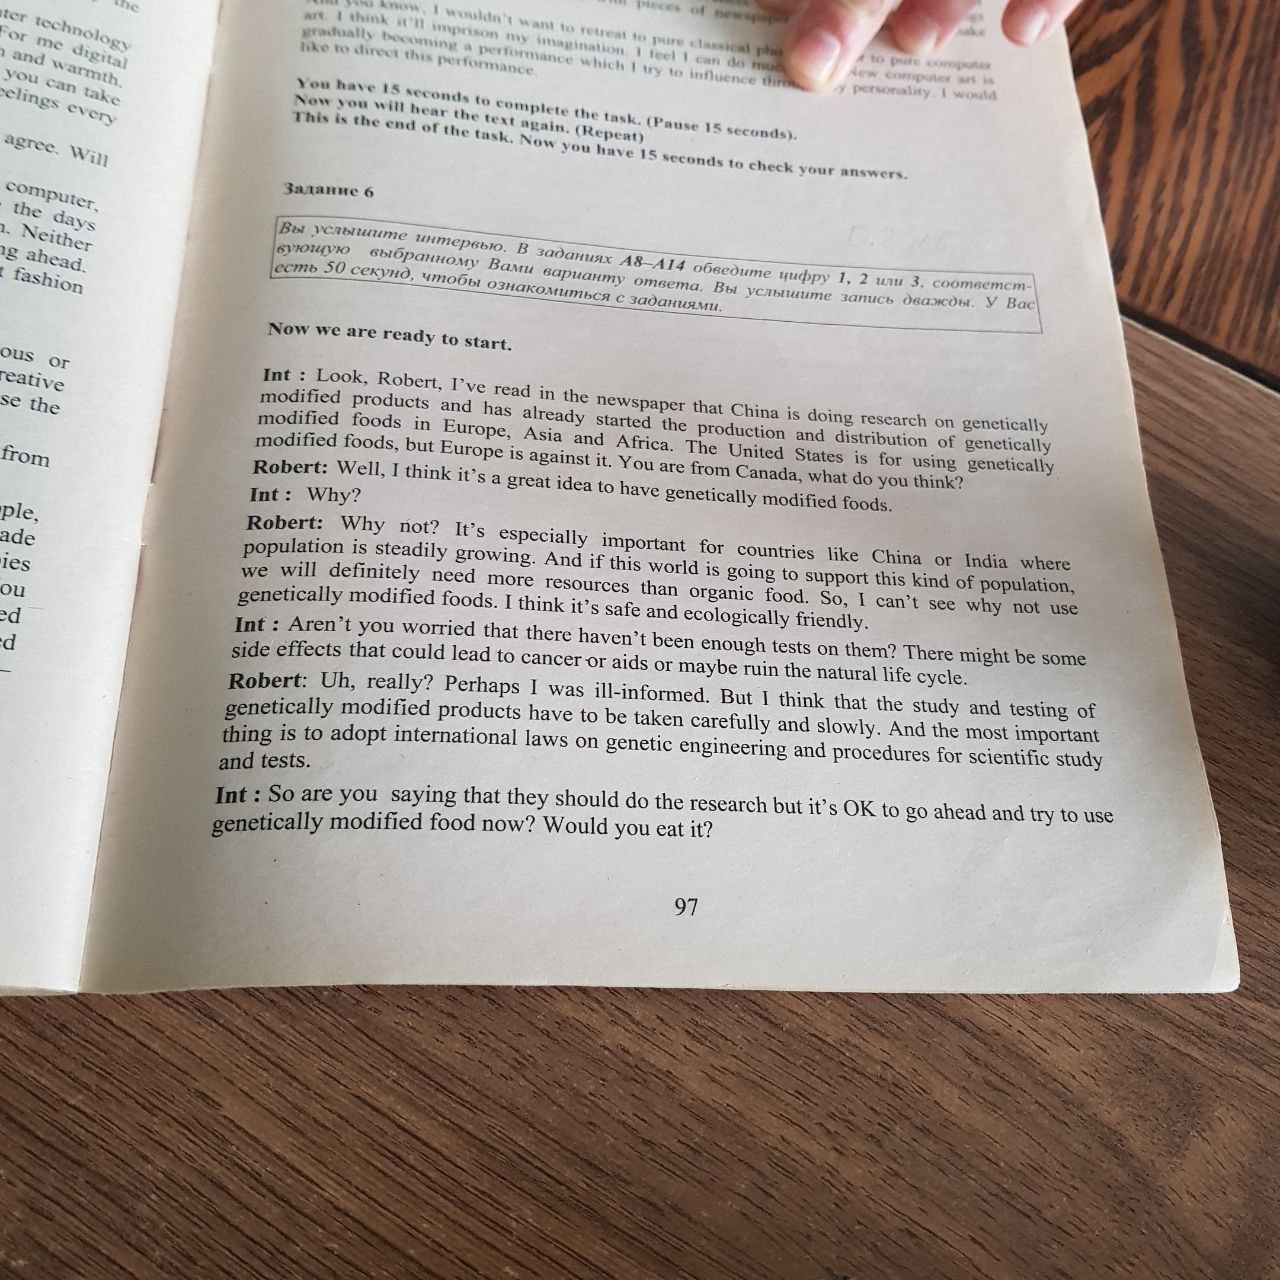 the
ter technology
For me digital
and warmth.
you can take
eelings every
agree. Will
computer,
the days
Neither
ng ahead.
fashion
ous or
reative
se the
from
ple,
ade
ies
ou
ed
ed
pieces of newspaper
you know, I wouldn't want to retreat to pure classical
art. I think it'll imprison my imagination. I feel I can do to pure computer
gradually becoming a performance which I try to influence New computer art is
like to direct this performance. personality. I would
You have 15 seconds to complete the task. (Pause 15 seconds).
Now you will hear the text again. (Repeat)
This is the end of the task. Now you have 15 seconds to check your answers.
Задание 6
Вы услышите интервью. В заданиях А8–А14 обведите цифру 1, 2 или 3, соответст-
вующую выбранному Вами варианту ответа. Вы услышите запись дважды. У Вас
есть 50 секунд, чтобы ознакомиться с заданиями.
Now we are ready to start.
Int : Look, Robert, I've read in the newspaper that China is doing research on genetically
modified products and has already started the production and distribution of genetically
modified foods in Europe, Asia and Africa. The United States is for using genetically
modified foods, but Europe is against it. You are from Canada, what do you think?
Robert: Well, I think it's a great idea to have genetically modified foods.
Int : Why?
Robert: Why not? It's especially important for countries like China or India where
population is steadily growing. And if this world is going to support this kind of population,
we will definitely need more resources than organic food. So, I can't see why not use
genetically modified foods. I think it's safe and ecologically friendly.
Int : Aren't you worried that there haven't been enough tests on them? There might be some
side effects that could lead to cancer or aids or maybe ruin the natural life cycle.
Robert: Uh, really? Perhaps I was ill-informed. But I think that the study and testing of
genetically modified products have to be taken carefully and slowly. And the most important
thing is to adopt international laws on genetic engineering and procedures for scientific study
and tests.
Int : So are you saying that they should do the research but it's OK to go ahead and try to use
genetically modified food now? Would you eat it?
97